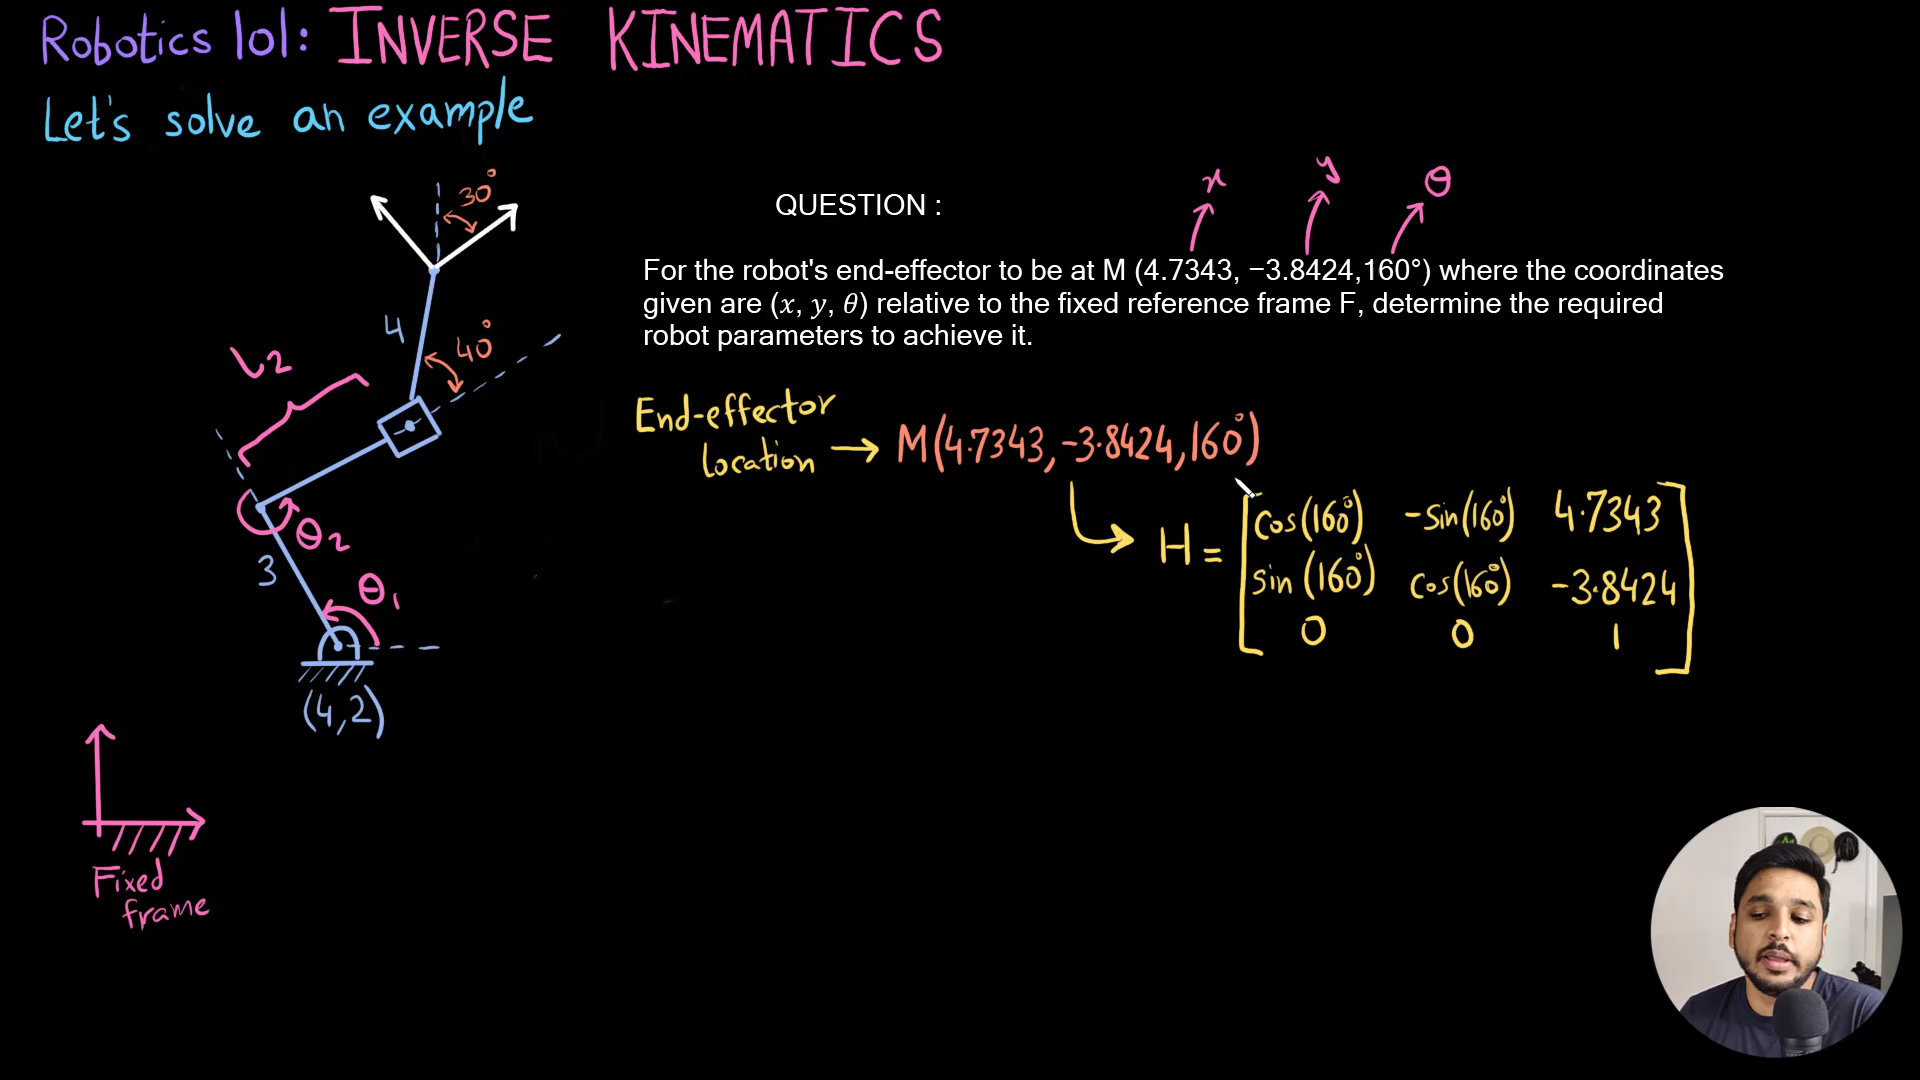 Robotics lol: INVERSE KINEMATICS
Let's solve an example
QUESTION :
x y θ
For the robot's end-effector to be at M (4.7343, −3.8424,160°) where the coordinates
given are (x, y, θ) relative to the fixed reference frame F, determine the required
robot parameters to achieve it.
End-effector
location → M(4.7343, -3.8424, 160°)
H = [cos(160°) -sin(160°) 4.7343
sin(160°) cos(160°) -3.8424
0 0 1]
30°
4
40°
L2
θ2
3
θ1
(4,2)
Fixed
frame